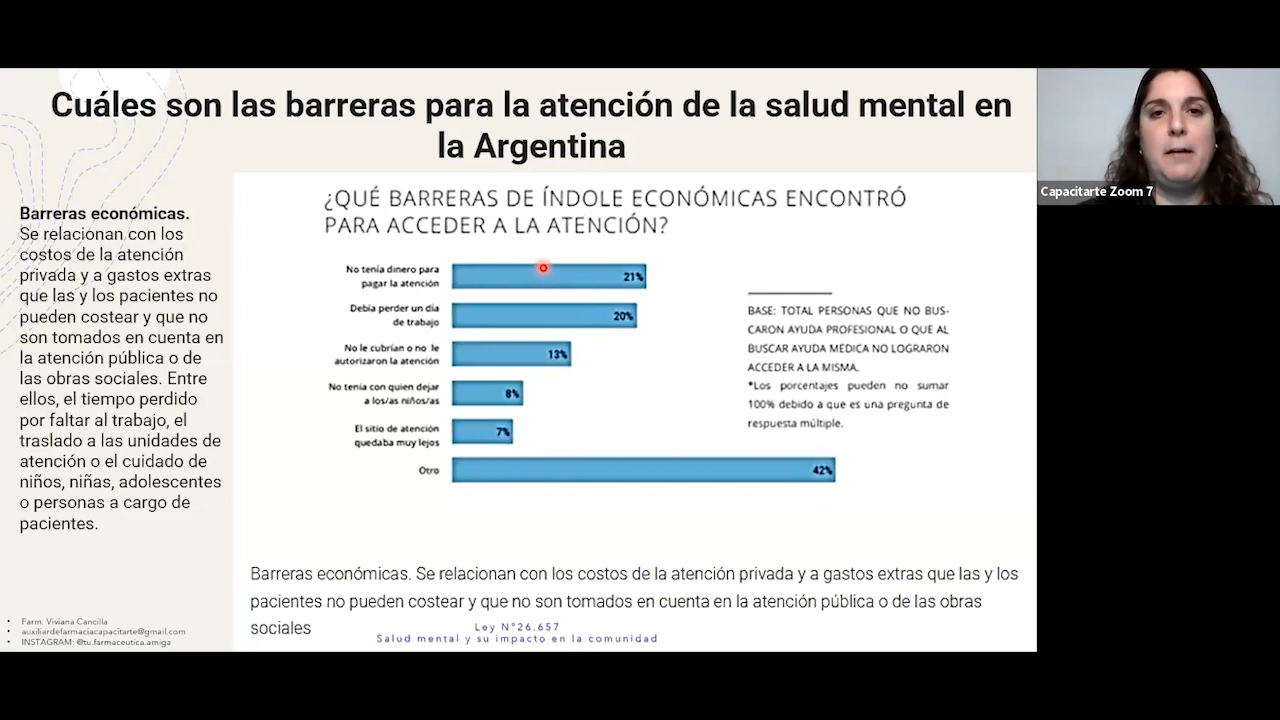 Cuáles son las barreras para la atención de la salud mental en
la Argentina
Barreras económicas.
Se relacionan con los
costos de la atención
privada y a gastos extras
que las y los pacientes no
pueden costear y que no
son tomados en cuenta en
la atención pública o de
las obras sociales. Entre
ellos, el tiempo perdido
por faltar al trabajo, el
traslado a las unidades de
atención o el cuidado de
niños, niñas, adolescentes
o personas a cargo de
pacientes.
¿QUÉ BARRERAS DE ÍNDOLE ECONÓMICAS ENCONTRÓ
PARA ACCEDER A LA ATENCIÓN?
No tenía dinero para
pagar la atención
21%
Debía perder un día
de trabajo
20%
No le cubrían o no le
autorizaron la atención
13%
No tenía con quien dejar
a los/as niños/as
8%
El sitio de atención
quedaba muy lejos
7%
Otro
42%
BASE: TOTAL PERSONAS QUE NO BUS-
CARON AYUDA PROFESIONAL O QUE AL
BUSCAR AYUDA MEDICA NO LOGRARON
ACCEDER A LA MISMA.
*Los porcentajes pueden no sumar
100% debido a que es una pregunta de
respuesta múltiple.
Barreras económicas. Se relacionan con los costos de la atención privada y a gastos extras que las y los
pacientes no pueden costear y que no son tomados en cuenta en la atención pública o de las obras
sociales
Ley N°26.657
Salud mental y su impacto en la comunidad
• Farm. Viviana Cancilla
• auxiliardefarmaciacapacitarte@gmail.com
• INSTAGRAM: @tu.farmaceutica.amiga
Capacitarte Zoom 7